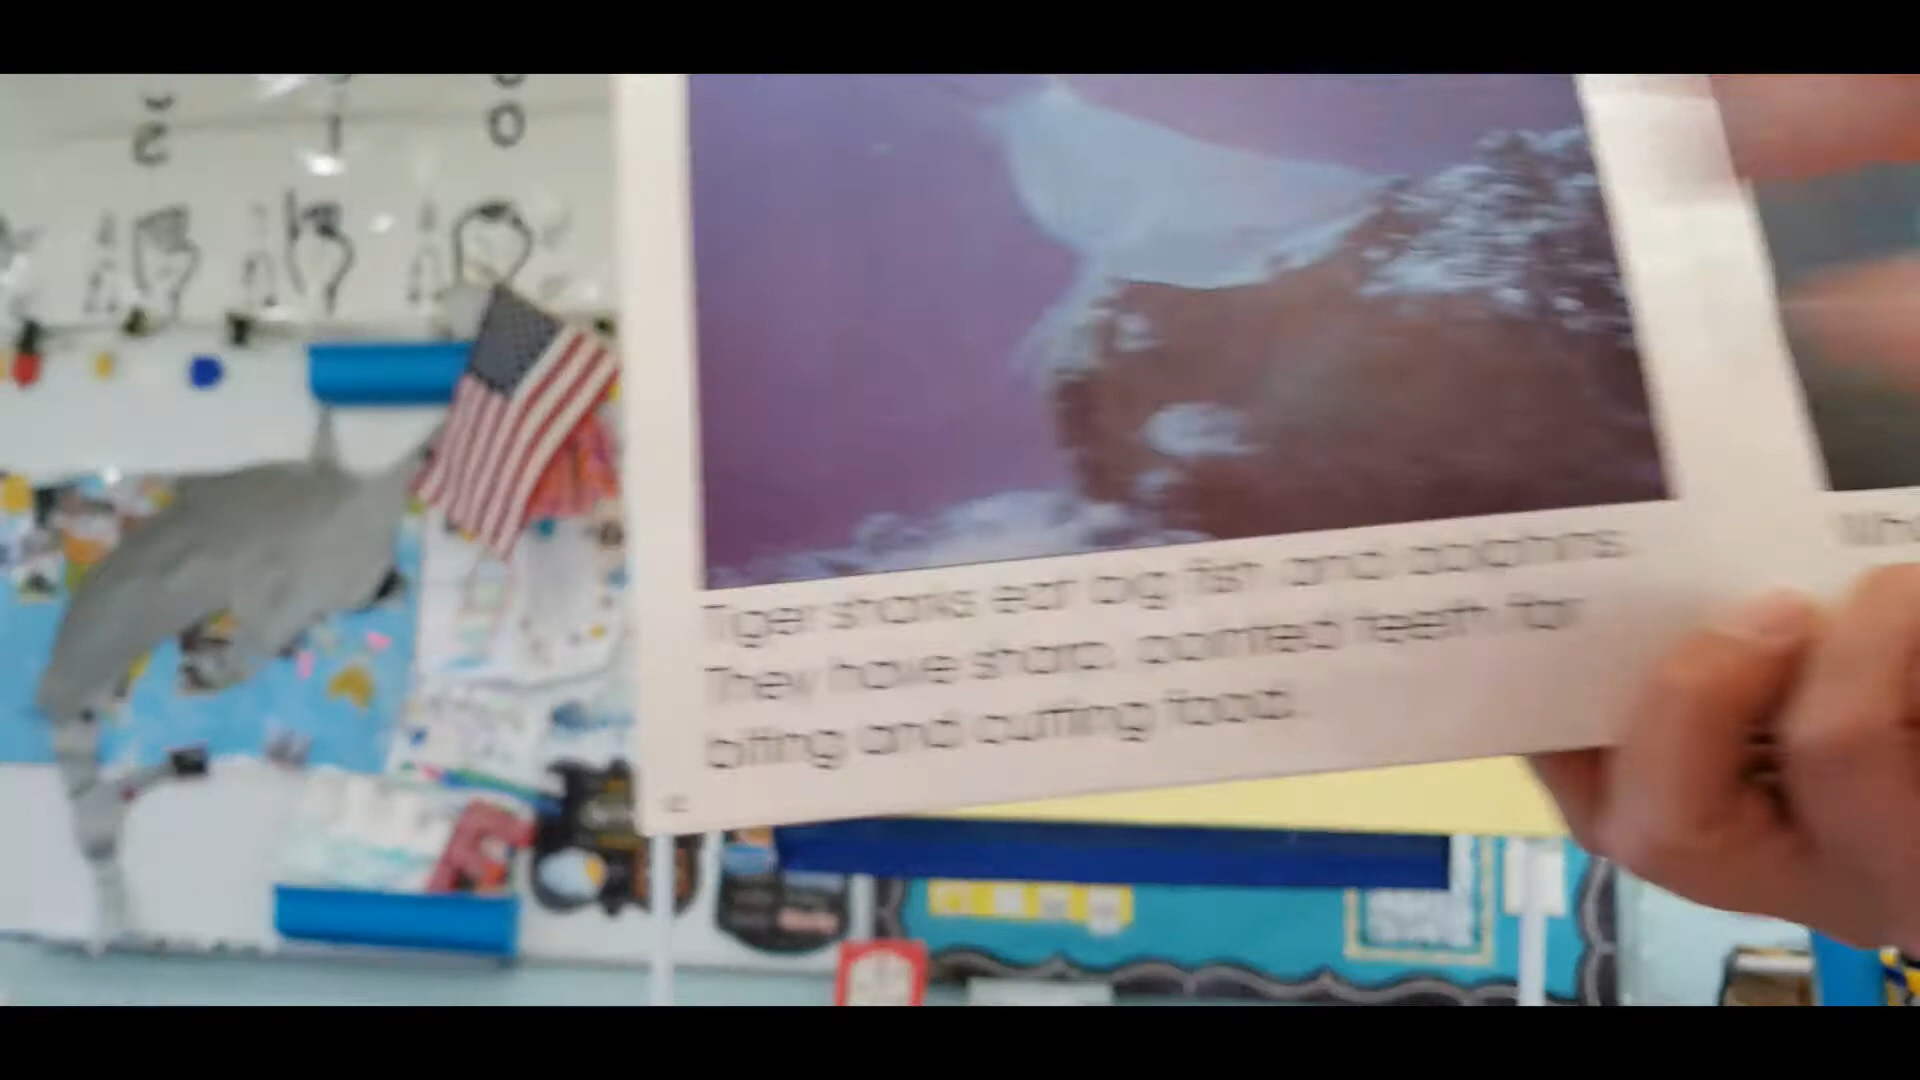 ĕ ĭ ŏ
Tiger sharks eat big fish and dolphins.
They have sharp, pointed teeth for
biting and cutting food.